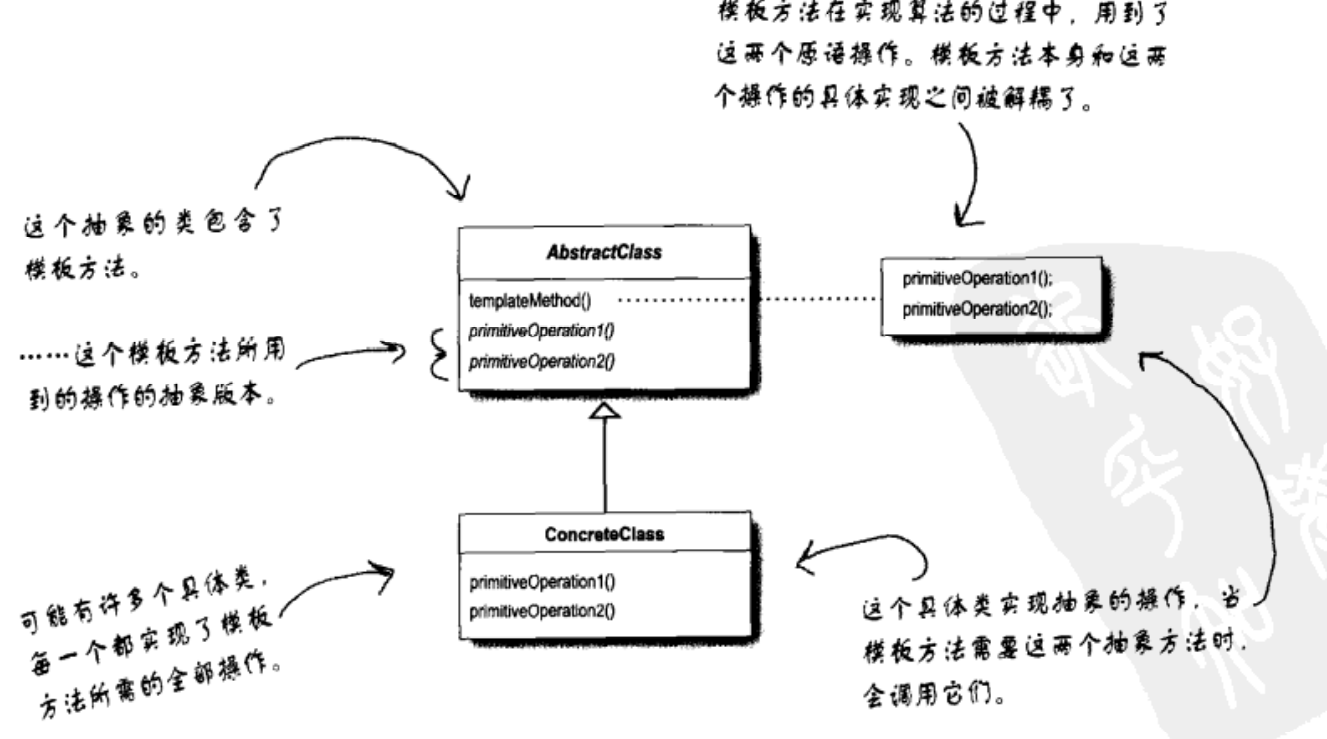 模板方法在实现算法的过程中，用到了
这两个原语操作。模板方法本身和这两
个操作的具体实现之间被解耦了。
这个抽象的类包含了
模板方法。
AbstractClass
templateMethod()
primitiveOperation1()
primitiveOperation2()
primitiveOperation1();
primitiveOperation2();
……这个模板方法所用
到的操作的抽象版本。
ConcreteClass
primitiveOperation1()
primitiveOperation2()
可能有许多个具体类，
每一个都实现了模板
方法所需的全部操作。
这个具体类实现抽象的操作，当
模板方法需要这两个抽象方法时，
会调用它们。